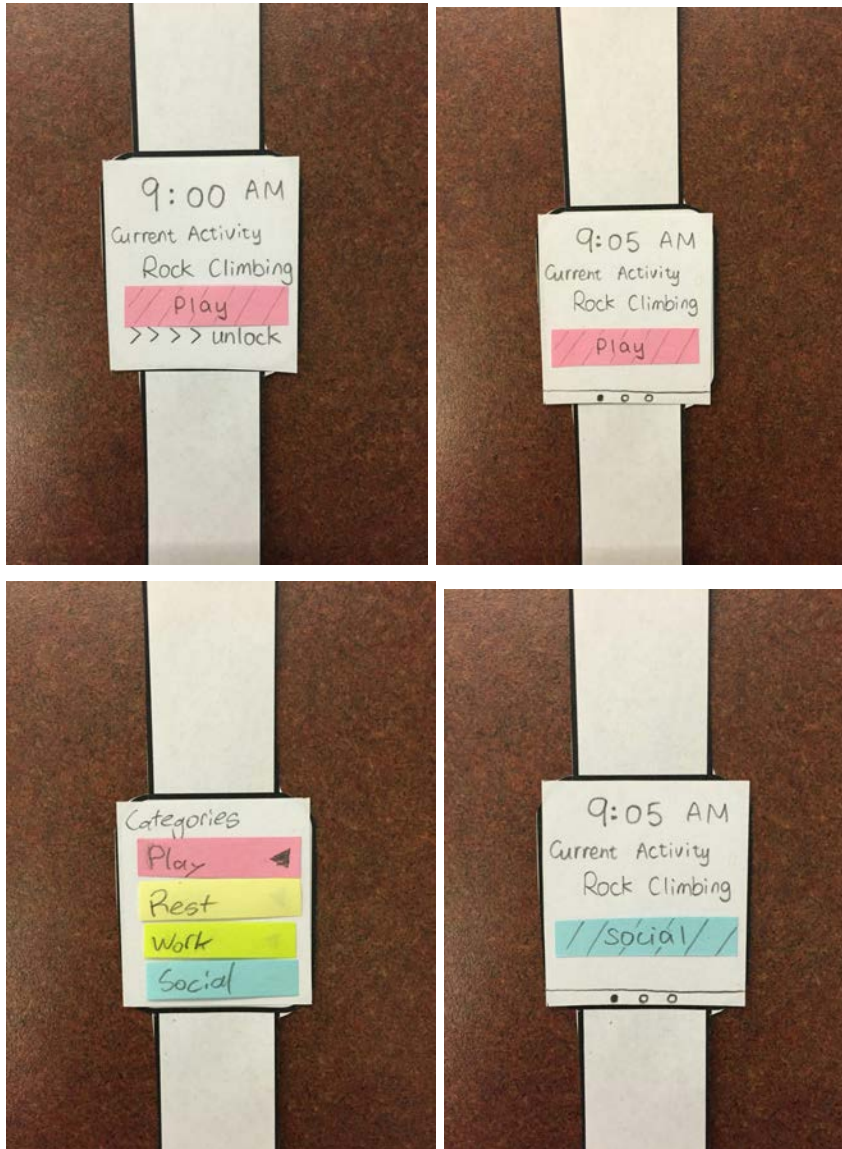 9:00 AM
Current Activity
Rock Climbing
Play
>>>> unlock
9:05 AM
Current Activity
Rock Climbing
Play
Categories
Play
Rest
Work
Social
9:05 AM
Current Activity
Rock Climbing
Social